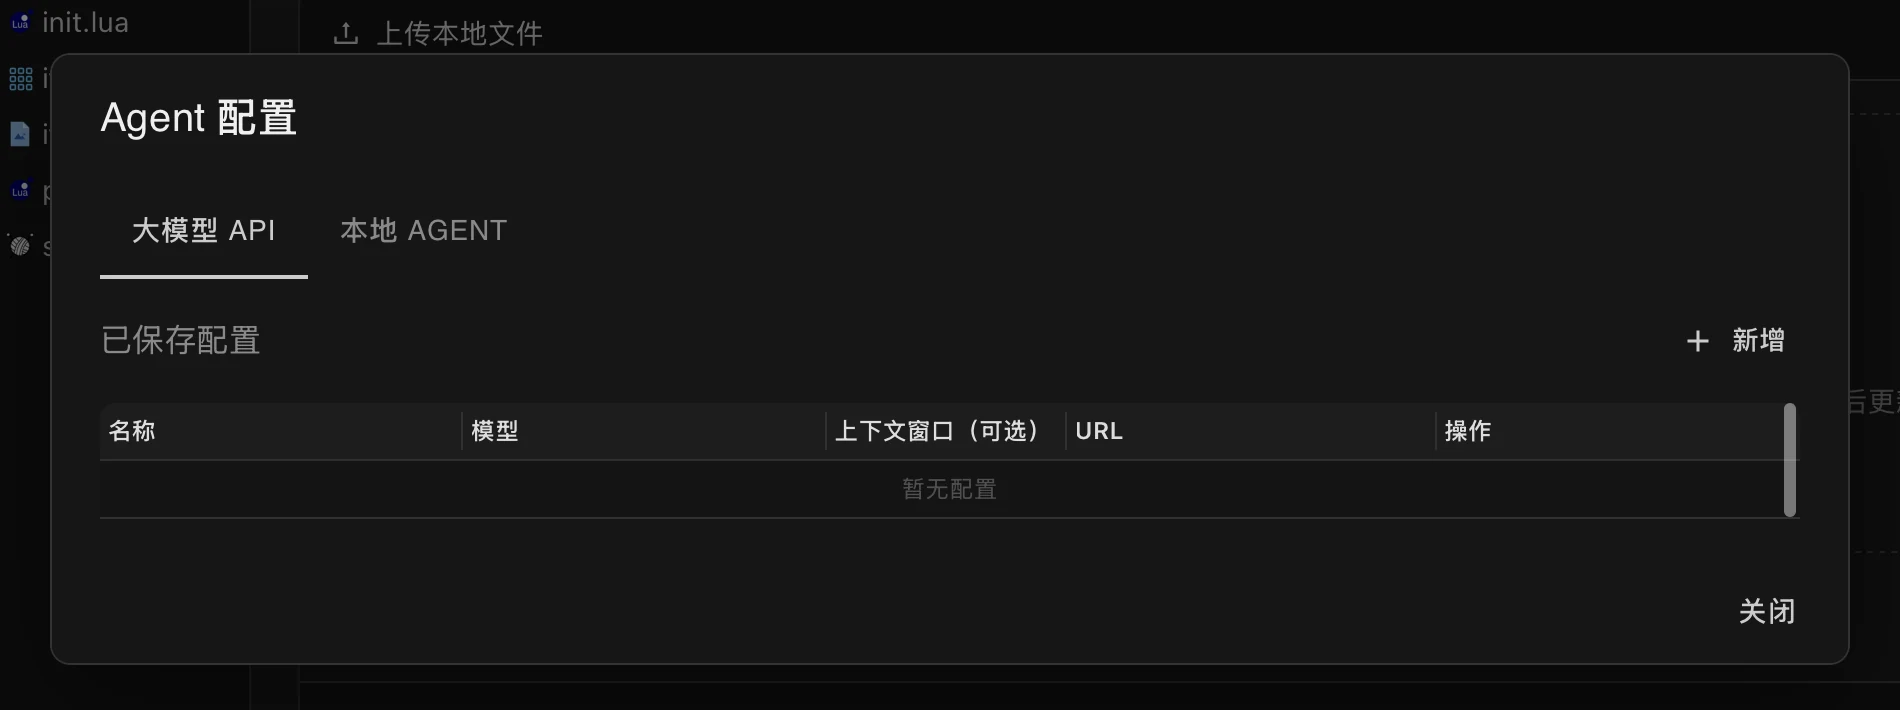 init.lua
上传本地文件
Agent 配置
大模型 API
本地 AGENT
已保存配置
+ 新增
名称 模型 上下文窗口（可选） URL 操作
暂无配置
后更
关闭